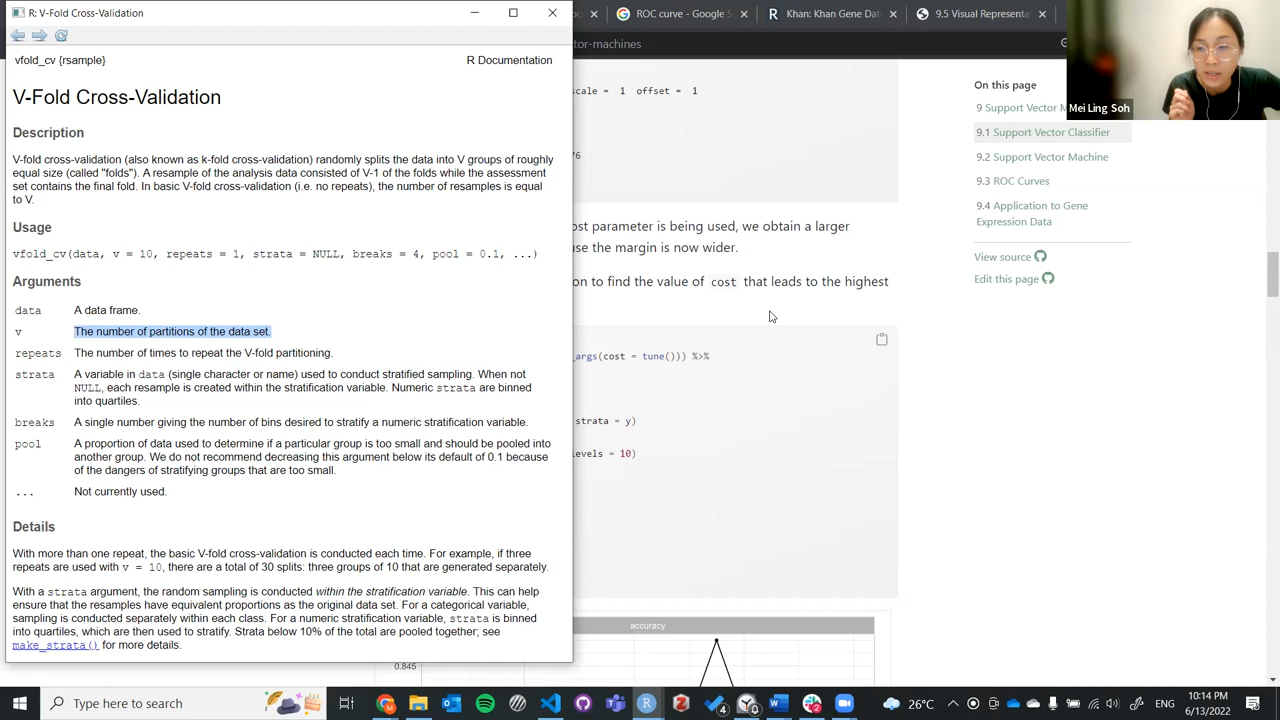 R: V-Fold Cross-Validation
ROC curve - Googl
Khan: Khan Gene Data
9.5 Visual Representat
tor-machines
vfold_cv {rsample}
R Documentation
V-Fold Cross-Validation
Description
V-fold cross-validation (also known as k-fold cross-validation) randomly splits the data into V groups of roughly
equal size (called "folds"). A resample of the analysis data consisted of V-1 of the folds while the assessment
set contains the final fold. In basic V-fold cross-validation (i.e. no repeats), the number of resamples is equal
to V.
Usage
vfold_cv(data, v = 10, repeats = 1, strata = NULL, breaks = 4, pool = 0.1, ...)
Arguments
data A data frame.
v The number of partitions of the data set.
repeats The number of times to repeat the V-fold partitioning.
strata A variable in data (single character or name) used to conduct stratified sampling. When not
NULL, each resample is created within the stratification variable. Numeric strata are binned
into quartiles.
breaks A single number giving the number of bins desired to stratify a numeric stratification variable.
pool A proportion of data used to determine if a particular group is too small and should be pooled into
another group. We do not recommend decreasing this argument below its default of 0.1 because
of the dangers of stratifying groups that are too small.
... Not currently used.
Details
With more than one repeat, the basic V-fold cross-validation is conducted each time. For example, if three
repeats are used with v = 10, there are a total of 30 splits: three groups of 10 that are generated separately.
With a strata argument, the random sampling is conducted within the stratification variable. This can help
ensure that the resamples have equivalent proportions as the original data set. For a categorical variable,
sampling is conducted separately within each class. For a numeric stratification variable, strata is binned
into quartiles, which are then used to stratify. Strata below 10% of the total are pooled together; see
make_strata() for more details.
scale = 1 offset = 1
76
ost parameter is being used, we obtain a larger
use the margin is now wider.
on to find the value of cost that leads to the highest
_args(cost = tune())) %>%
strata = y)
levels = 10)
accuracy
0.845
On this page
9 Support Vector M
9.1 Support Vector Classifier
9.2 Support Vector Machine
9.3 ROC Curves
9.4 Application to Gene
Expression Data
View source
Edit this page
Mei Ling Soh
Type here to search
26°C
ENG
10:14 PM
6/13/2022